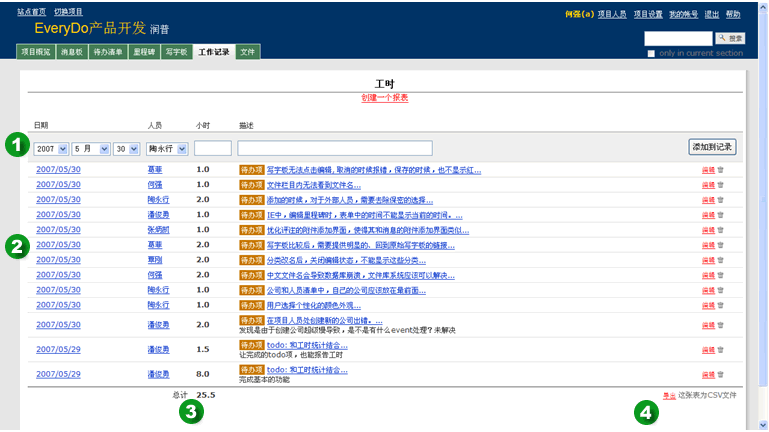 站点首页 切换项目
何强(a) 项目人员 项目设置 我的帐号 退出 帮助
EveryDo产品开发 润普
搜索
项目概览 消息板 待办清单 里程碑 写字板 工作记录 文件
only in current section
工时
创建一个报表
日期 人员 小时 描述
1 2007 5 月 30 陶永行 添加到记录
2007/05/30 葛菲 1.0 待办项 写字板无法点击编辑,取消的时候报错，保存的时候，也不显示红... 编辑
2007/05/30 何强 1.0 待办项 文件栏目内无法看到文件名... 编辑
2007/05/30 陶永行 2.0 待办项 添加的时候，对于外部人员，需要去除保密的选择... 编辑
2007/05/30 潘俊勇 1.0 待办项 IE中，编辑里程碑时，表单中的时间不能显示当前的时间。... 编辑
2007/05/30 张炳凯 1.0 待办项 优化评注的附件添加界面，使得其和消息的附件添加界面类似... 编辑
2 2007/05/30 葛菲 2.0 待办项 写字板比较后，需要提供明显的、回到原始写字板的链接... 编辑
2007/05/30 覃刚 2.0 待办项 分类改名后，关闭编辑状态，不能显示这些分类... 编辑
2007/05/30 何强 2.0 待办项 中文文件名会导致数据库崩溃，文件库系统应该可以解决... 编辑
2007/05/30 陶永行 1.0 待办项 公司和人员清单中，自己的公司应该放在最前面... 编辑
2007/05/30 陶永行 1.0 待办项 用户选择个性化的颜色外观... 编辑
2007/05/30 潘俊勇 2.0 待办项 在项目人员处创建新的公司出错。... 编辑
发现是由于创建公司超级慢导致，是不是有什么event处理？未解决
2007/05/29 潘俊勇 1.5 待办项 todo: 和工时统计结合... 编辑
让完成的todo项，也能报告工时
2007/05/29 潘俊勇 8.0 待办项 todo: 和工时统计结合... 编辑
完成基本的功能
总计 25.5 导出 这张表为CSV文件
3 4